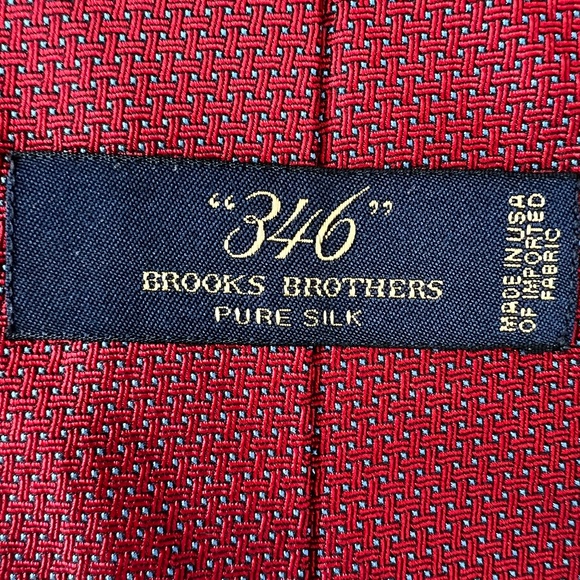 “346”
BROOKS BROTHERS
PURE SILK
MADE IN USA
OF IMPORTED
FABRIC